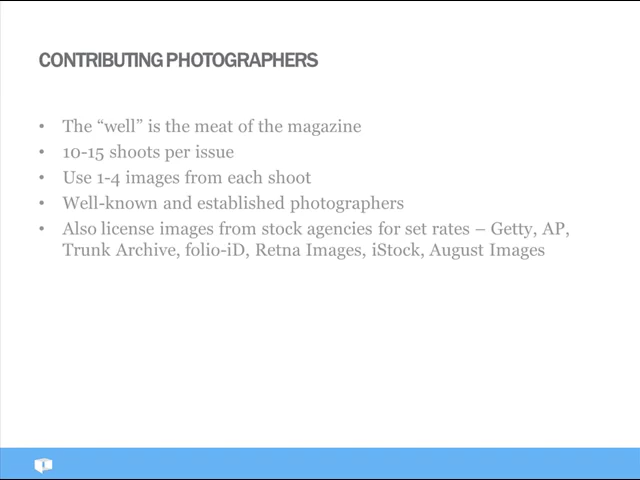 CONTRIBUTING PHOTOGRAPHERS
• The “well” is the meat of the magazine
• 10-15 shoots per issue
• Use 1-4 images from each shoot
• Well-known and established photographers
• Also license images from stock agencies for set rates – Getty, AP,
Trunk Archive, folio-iD, Retna Images, iStock, August Images